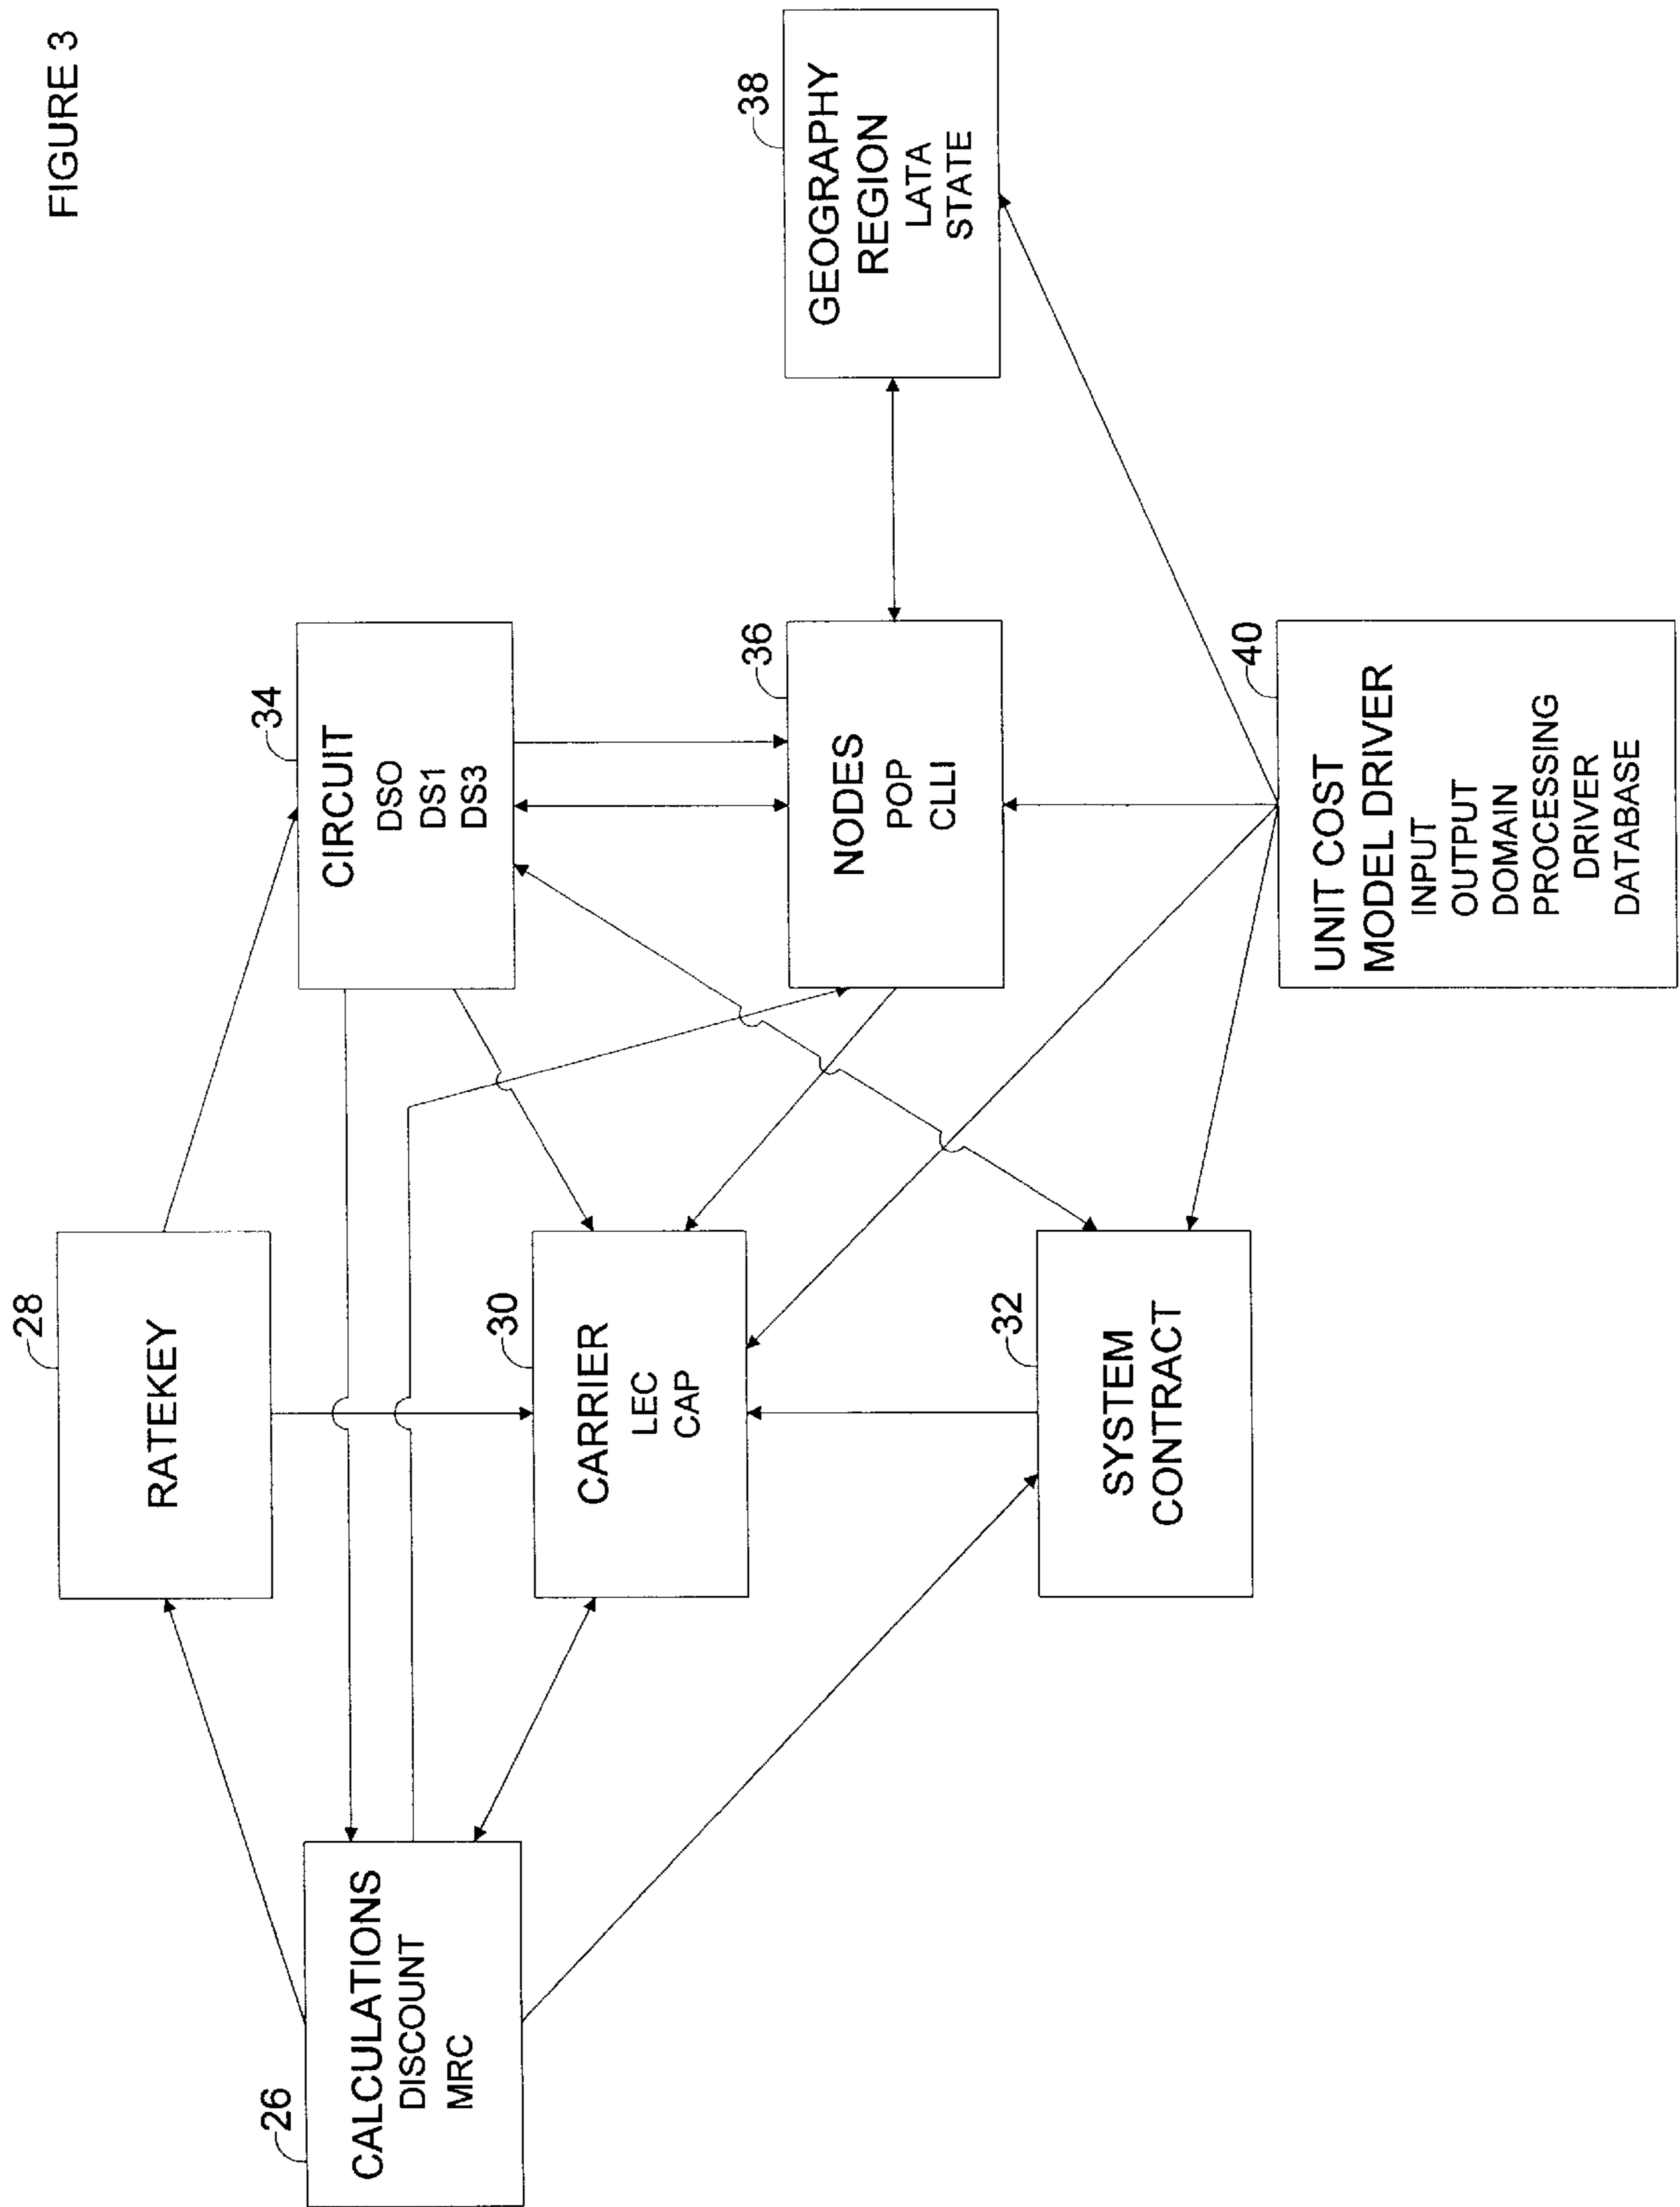 FIGURE 3
28
RATEKEY
34
CIRCUIT
DSO
DS1
DS3
26
CALCULATIONS
DISCOUNT
MRC
30
CARRIER
LEC
CAP
36
NODES
POP
CLLI
38
GEOGRAPHY
REGION
LATA
STATE
32
SYSTEM
CONTRACT
40
UNIT COST
MODEL DRIVER
INPUT
OUTPUT
DOMAIN
PROCESSING
DRIVER
DATABASE